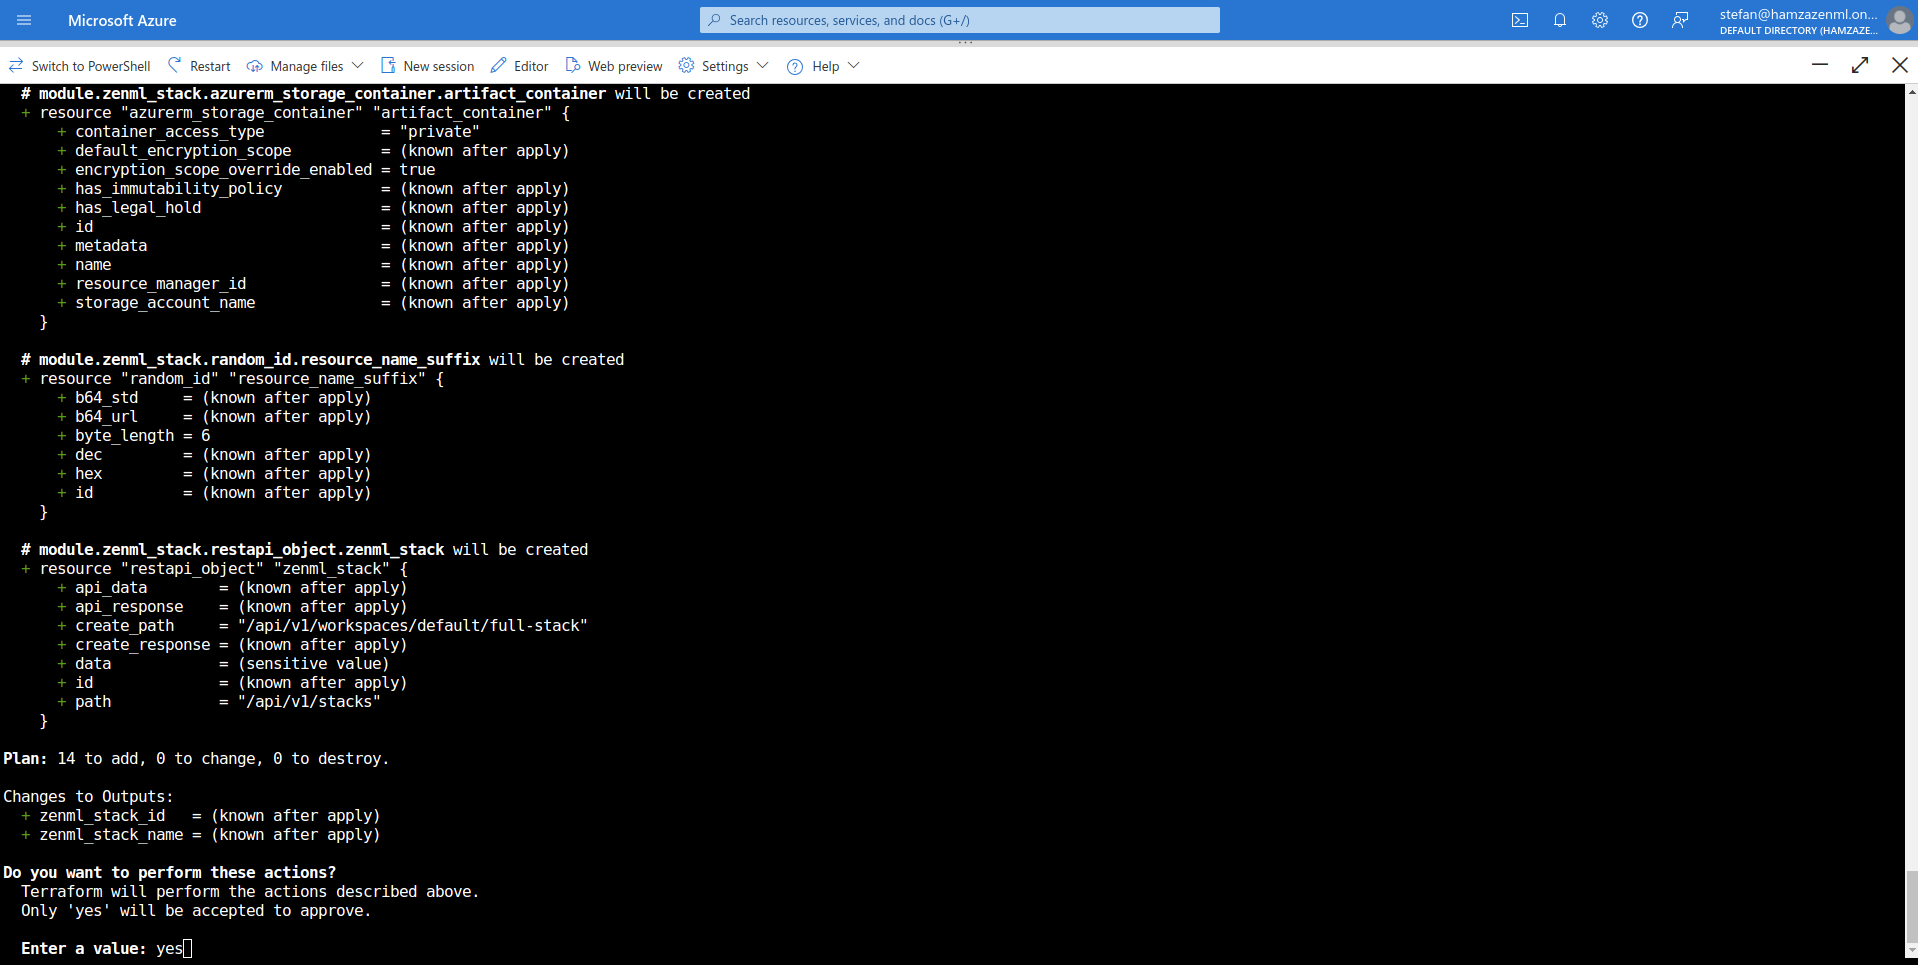 Microsoft Azure
Search resources, services, and docs (G+/)
stefan@hamzazenml.on...
DEFAULT DIRECTORY (HAMZAZE...
Switch to PowerShell Restart Manage files New session Editor Web preview Settings Help
# module.zenml_stack.azurerm_storage_container.artifact_container will be created
+ resource "azurerm_storage_container" "artifact_container" {
+ container_access_type = "private"
+ default_encryption_scope = (known after apply)
+ encryption_scope_override_enabled = true
+ has_immutability_policy = (known after apply)
+ has_legal_hold = (known after apply)
+ id = (known after apply)
+ metadata = (known after apply)
+ name = (known after apply)
+ resource_manager_id = (known after apply)
+ storage_account_name = (known after apply)
}
# module.zenml_stack.random_id.resource_name_suffix will be created
+ resource "random_id" "resource_name_suffix" {
+ b64_std = (known after apply)
+ b64_url = (known after apply)
+ byte_length = 6
+ dec = (known after apply)
+ hex = (known after apply)
+ id = (known after apply)
}
# module.zenml_stack.restapi_object.zenml_stack will be created
+ resource "restapi_object" "zenml_stack" {
+ api_data = (known after apply)
+ api_response = (known after apply)
+ create_path = "/api/v1/workspaces/default/full-stack"
+ create_response = (known after apply)
+ data = (sensitive value)
+ id = (known after apply)
+ path = "/api/v1/stacks"
}
Plan: 14 to add, 0 to change, 0 to destroy.
Changes to Outputs:
+ zenml_stack_id = (known after apply)
+ zenml_stack_name = (known after apply)
Do you want to perform these actions?
Terraform will perform the actions described above.
Only 'yes' will be accepted to approve.
Enter a value: yes